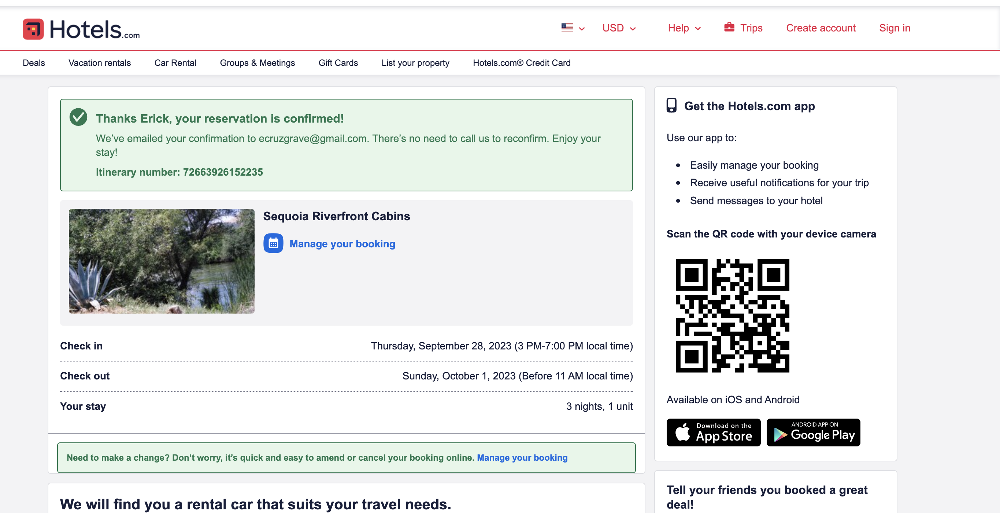 Hotels.com
USD
Help
Trips
Create account
Sign in
Deals
Vacation rentals
Car Rental
Groups & Meetings
Gift Cards
List your property
Hotels.com® Credit Card
Thanks Erick, your reservation is confirmed!
We’ve emailed your confirmation to ecruzgrave@gmail.com. There’s no need to call us to reconfirm. Enjoy your
stay!
Itinerary number: 72663926152235
Sequoia Riverfront Cabins
Manage your booking
Check in
Thursday, September 28, 2023 (3 PM-7:00 PM local time)
Check out
Sunday, October 1, 2023 (Before 11 AM local time)
Your stay
3 nights, 1 unit
Need to make a change? Don’t worry, it’s quick and easy to amend or cancel your booking online. Manage your booking
We will find you a rental car that suits your travel needs.
Get the Hotels.com app
Use our app to:
Easily manage your booking
Receive useful notifications for your trip
Send messages to your hotel
Scan the QR code with your device camera
Available on iOS and Android
Download on the
App Store
ANDROID APP ON
Google Play
Tell your friends you booked a great
deal!